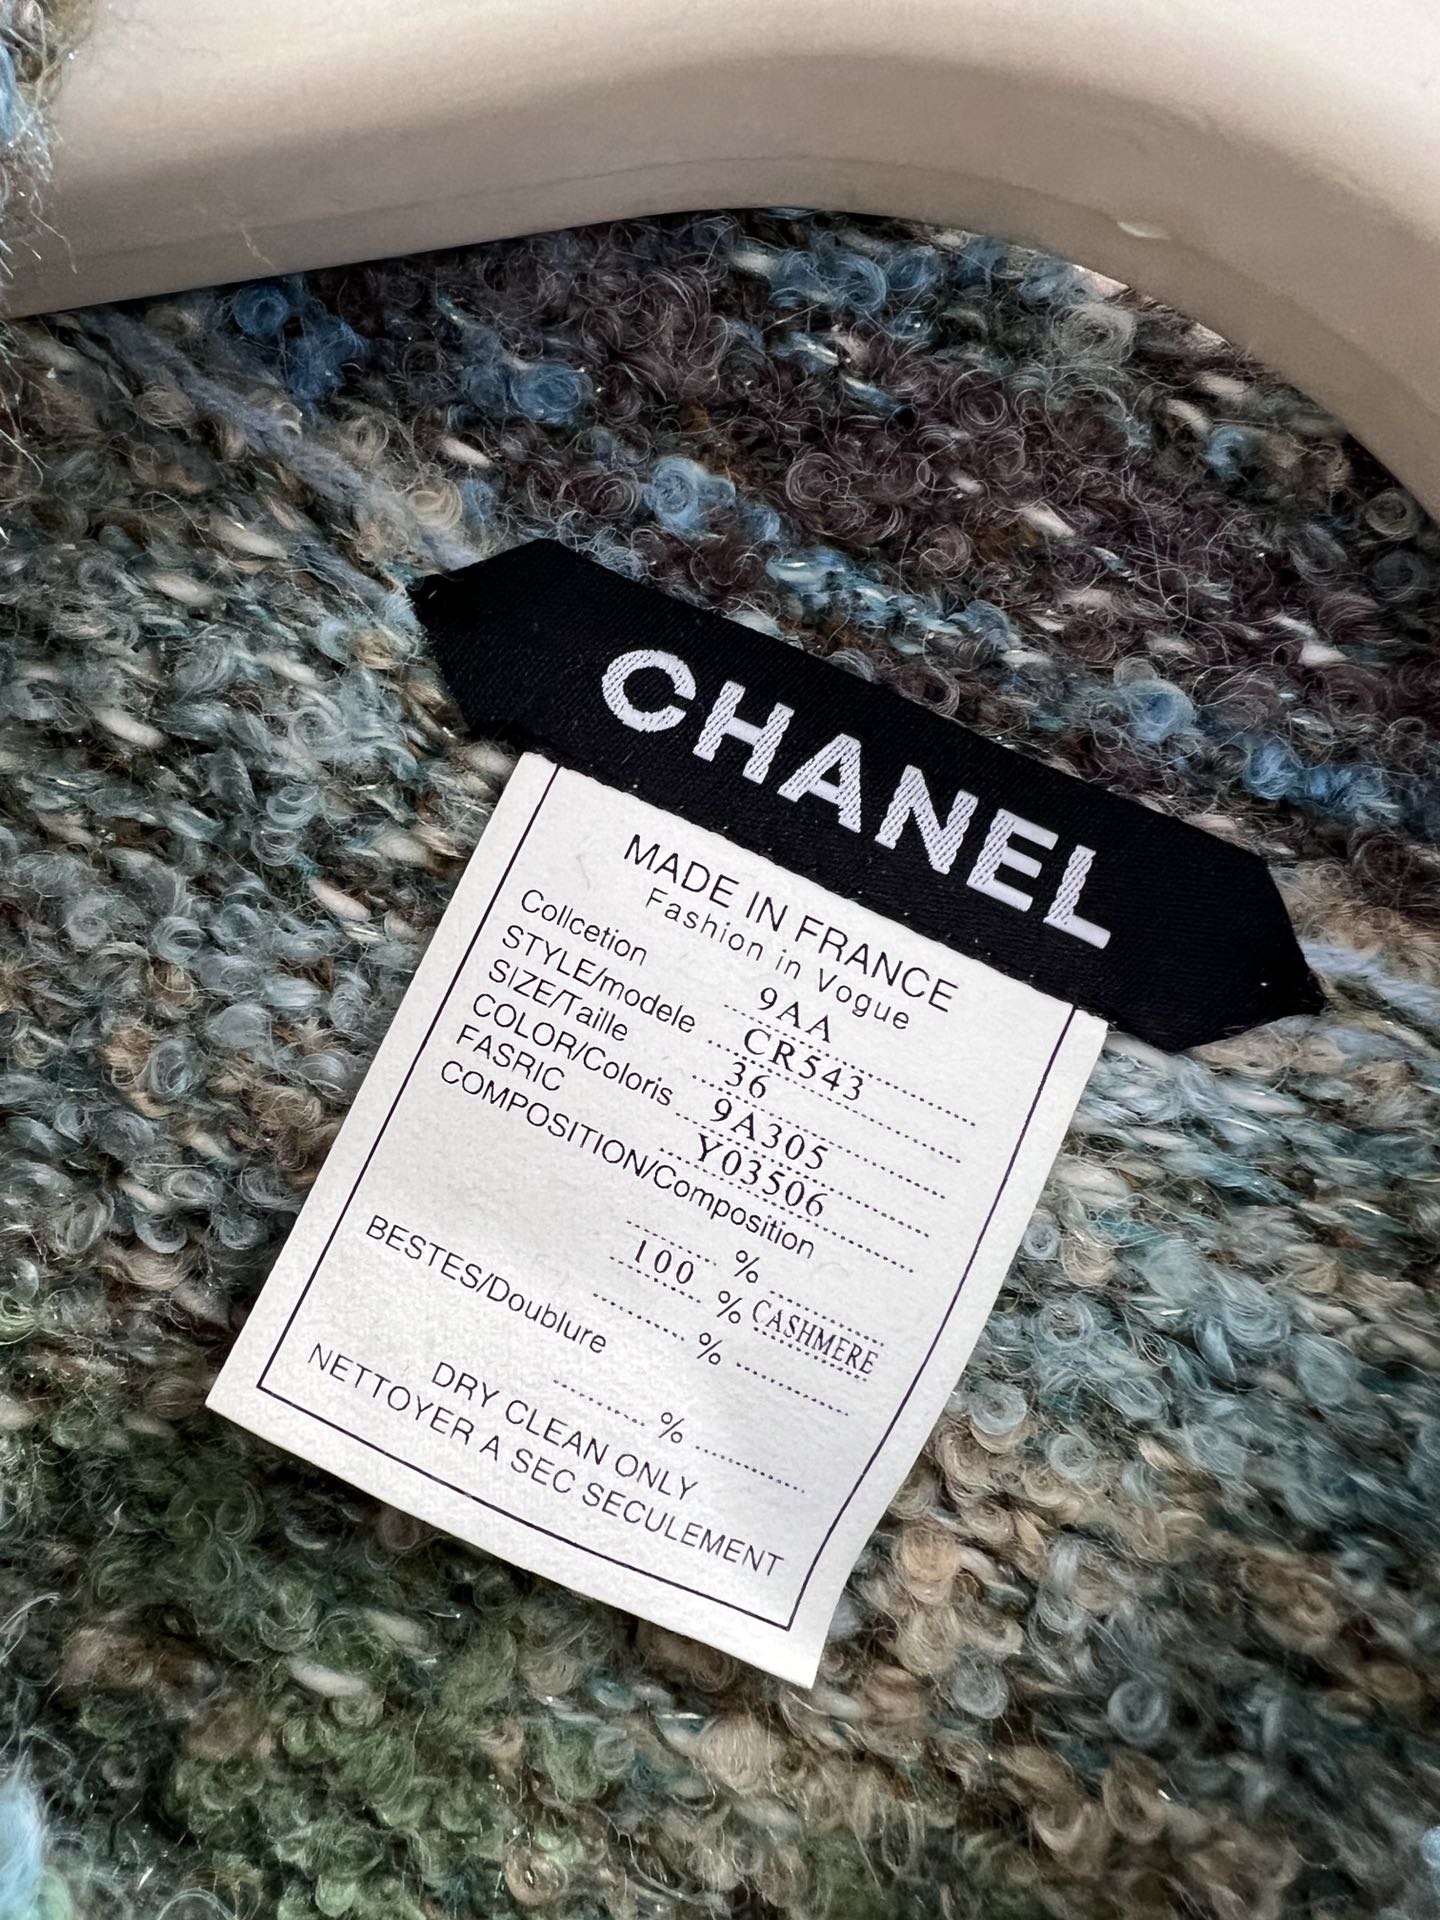 CHANEL
MADE IN FRANCE
Fashion in Vogue
Collcetion 9AA
STYLE/modele CR543
SIZE/Taille 36
COLOR/Coloris 9A305
FASRIC Y03506
COMPOSITION/Composition
%
100 % CASHMERE
%
BESTES/Doublure
%
DRY CLEAN ONLY
NETTOYER A SEC SECULEMENT